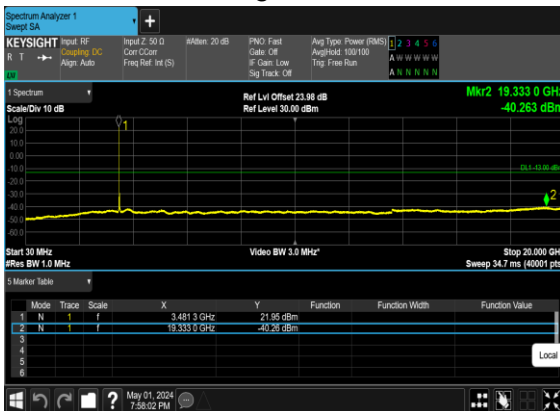 Spectrum Analyzer 1
Swept SA
+
KEYSIGHT
R T
LV
Input: RF
Coupling: DC
Align: Auto
Input Z: 50 Ω
Corr CCorr
Freq Ref: Int (S)
#Atten: 20 dB
PNO: Fast
Gate: Off
IF Gain: Low
Sig Track: Off
Avg Type: Power (RMS)
Avg|Hold: 100/100
Trig: Free Run
1 2 3 4 5 6
A W W W W W
A N N N N N
1 Spectrum
Scale/Div 10 dB
Ref Lvl Offset 23.98 dB
Ref Level 30.00 dBm
Mkr2 19.333 0 GHz
-40.263 dBm
Log
20.0
10.0
0.00
-10.0
-20.0
-30.0
-40.0
-50.0
-60.0
1
DL1 -13.00 dBm
2
Start 30 MHz
#Res BW 1.0 MHz
Video BW 3.0 MHz*
Stop 20.000 GHz
Sweep 34.7 ms (40001 pts)
5 Marker Table
Mode Trace Scale X Y Function Function Width Function Value
1 N 1 f 3.481 3 GHz 21.95 dBm
2 N 1 f 19.333 0 GHz -40.26 dBm
3
4
5
6
Local
?
May 01, 2024
7:58:02 PM